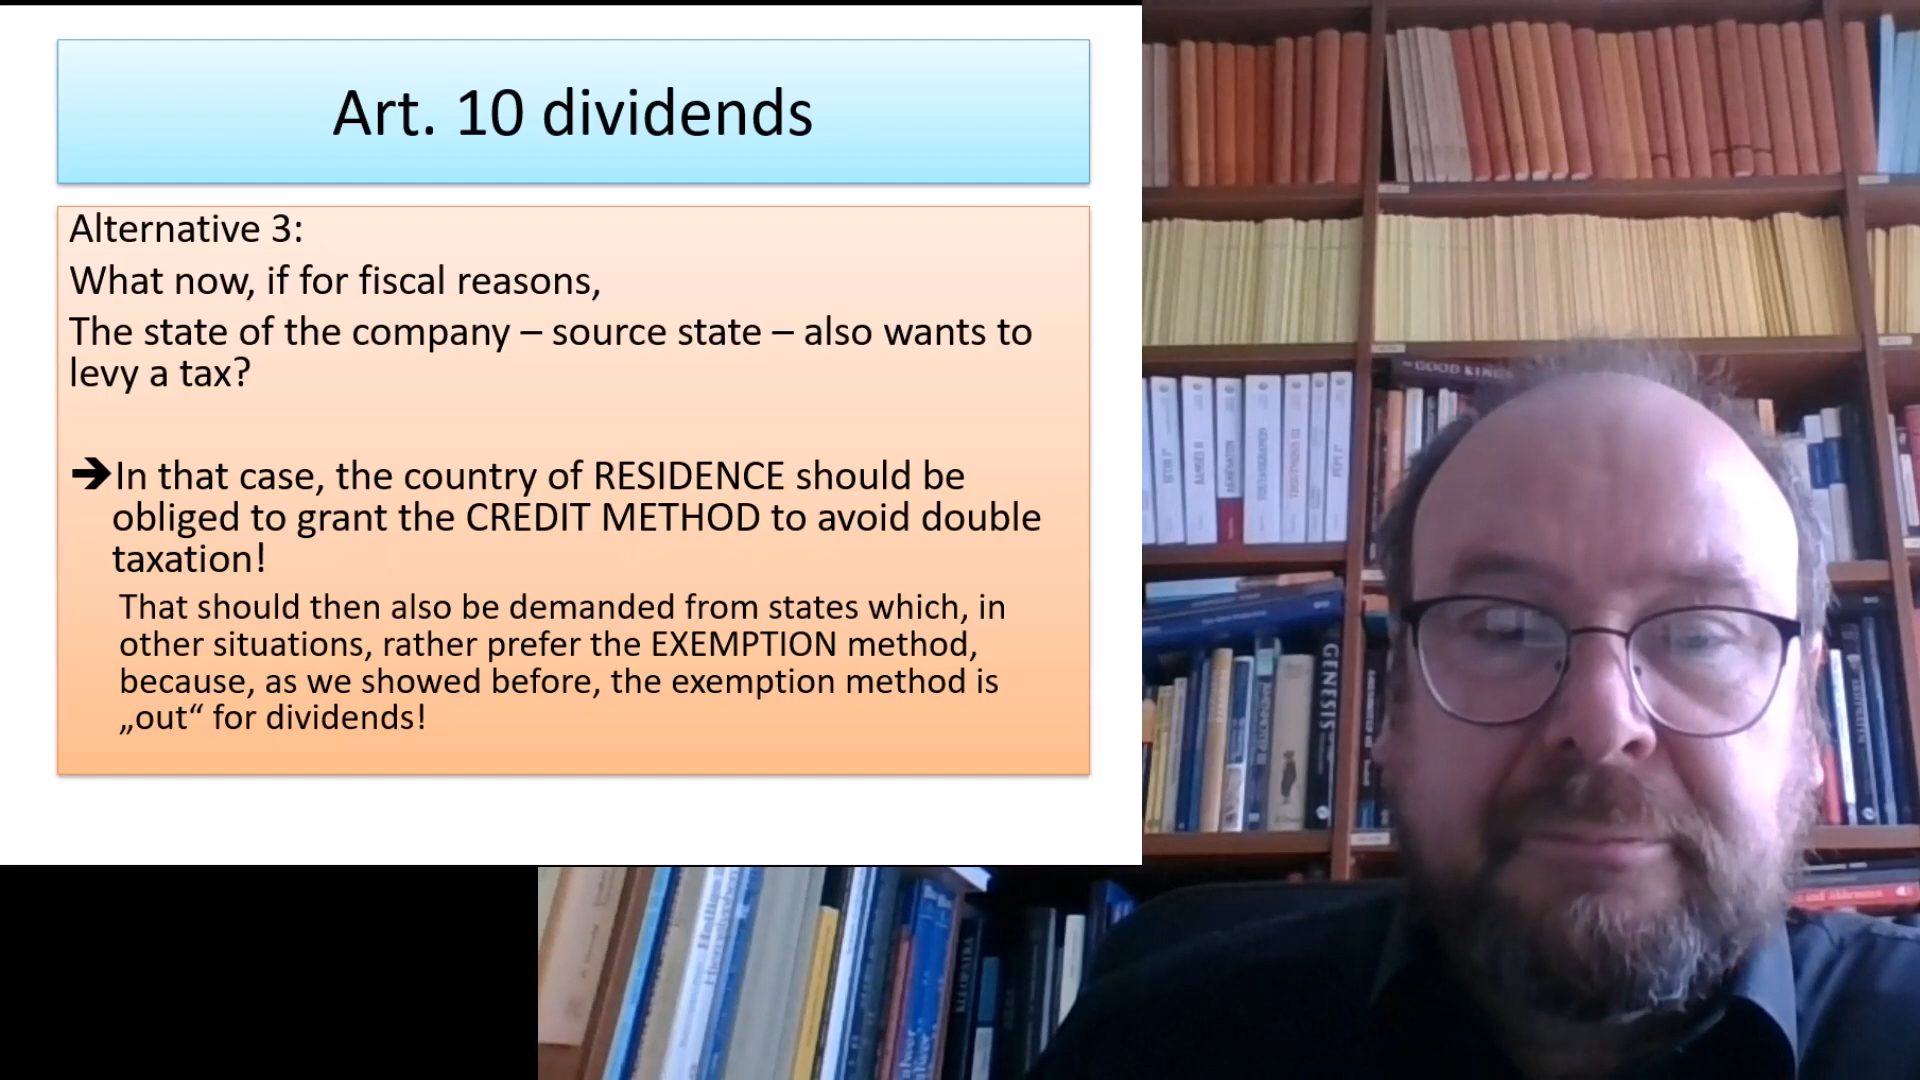 Art. 10 dividends
Alternative 3:
What now, if for fiscal reasons,
The state of the company – source state – also wants to
levy a tax?
➔In that case, the country of RESIDENCE should be
obliged to grant the CREDIT METHOD to avoid double
taxation!
That should then also be demanded from states which, in
other situations, rather prefer the EXEMPTION method,
because, as we showed before, the exemption method is
„out“ for dividends!
GOOD KINGS
GENESIS